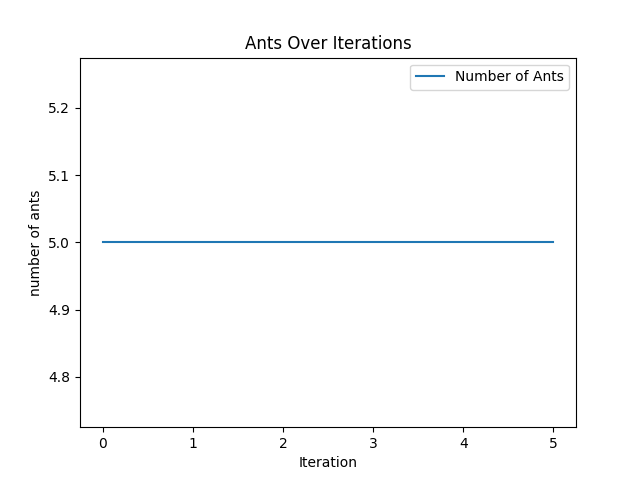 Ants Over Iterations
Number of Ants
5.2
5.1
5.0
4.9
4.8
number of ants
0 1 2 3 4 5
Iteration